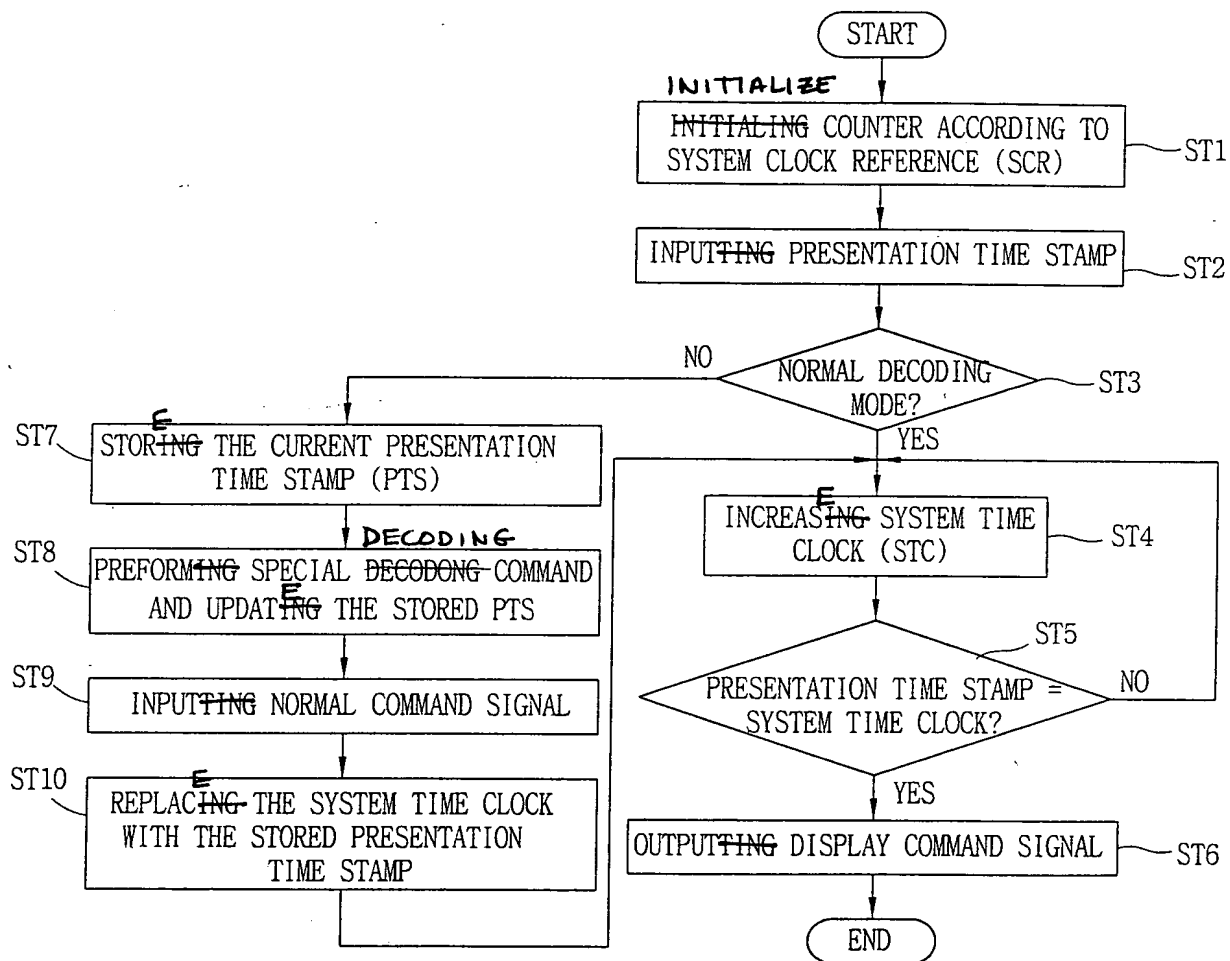 START
INITIALIZE
INITIALING COUNTER ACCORDING TO
SYSTEM CLOCK REFERENCE (SCR)
ST1
INPUTTING PRESENTATION TIME STAMP
ST2
NORMAL DECODING
MODE?
ST3
NO
YES
ST7
E
STORING THE CURRENT PRESENTATION
TIME STAMP (PTS)
ST8
DECODING
PREFORMING SPECIAL DECODONG COMMAND
E
AND UPDATING THE STORED PTS
ST9
INPUTTING NORMAL COMMAND SIGNAL
ST10
E
REPLACING THE SYSTEM TIME CLOCK
WITH THE STORED PRESENTATION
TIME STAMP
E
INCREASING SYSTEM TIME
CLOCK (STC)
ST4
ST5
PRESENTATION TIME STAMP =
SYSTEM TIME CLOCK?
NO
YES
OUTPUTTING DISPLAY COMMAND SIGNAL
ST6
END